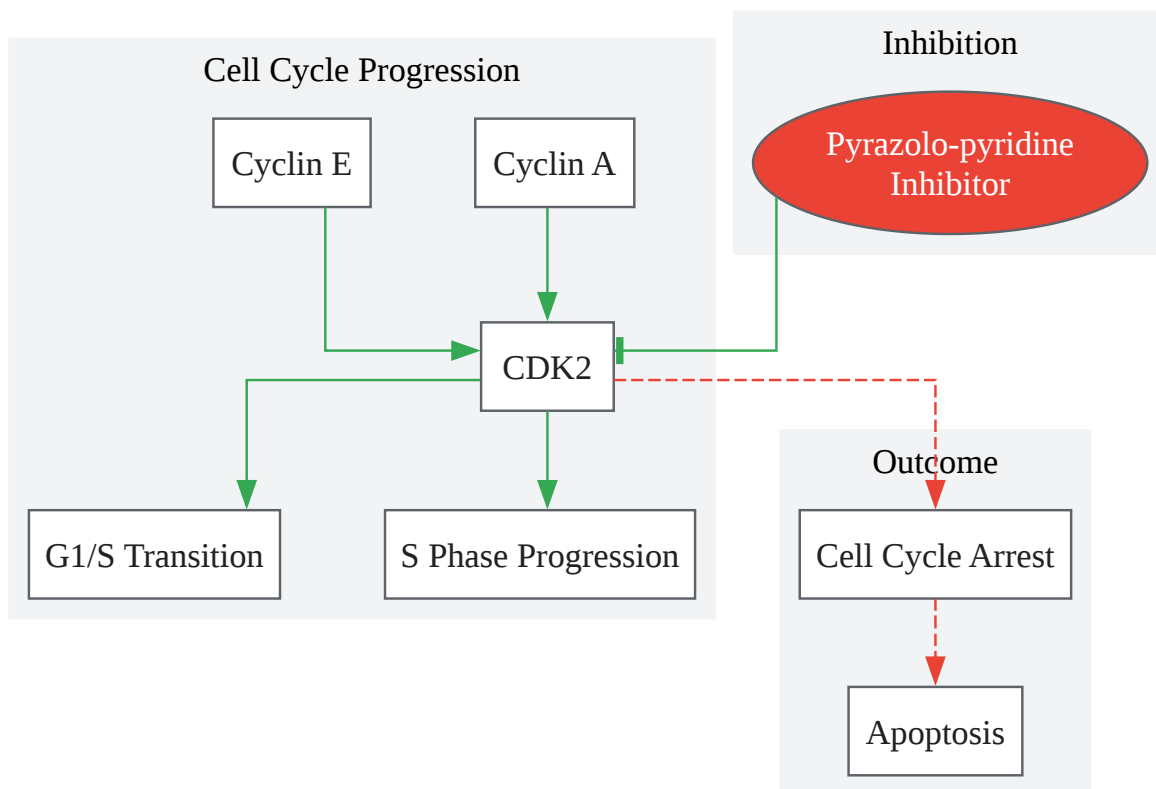 Inhibition
Cell Cycle Progression
Pyrazolo-pyridine
Inhibitor
Cyclin E
Cyclin A
CDK2
Outcome
G1/S Transition
S Phase Progression
Cell Cycle Arrest
Apoptosis